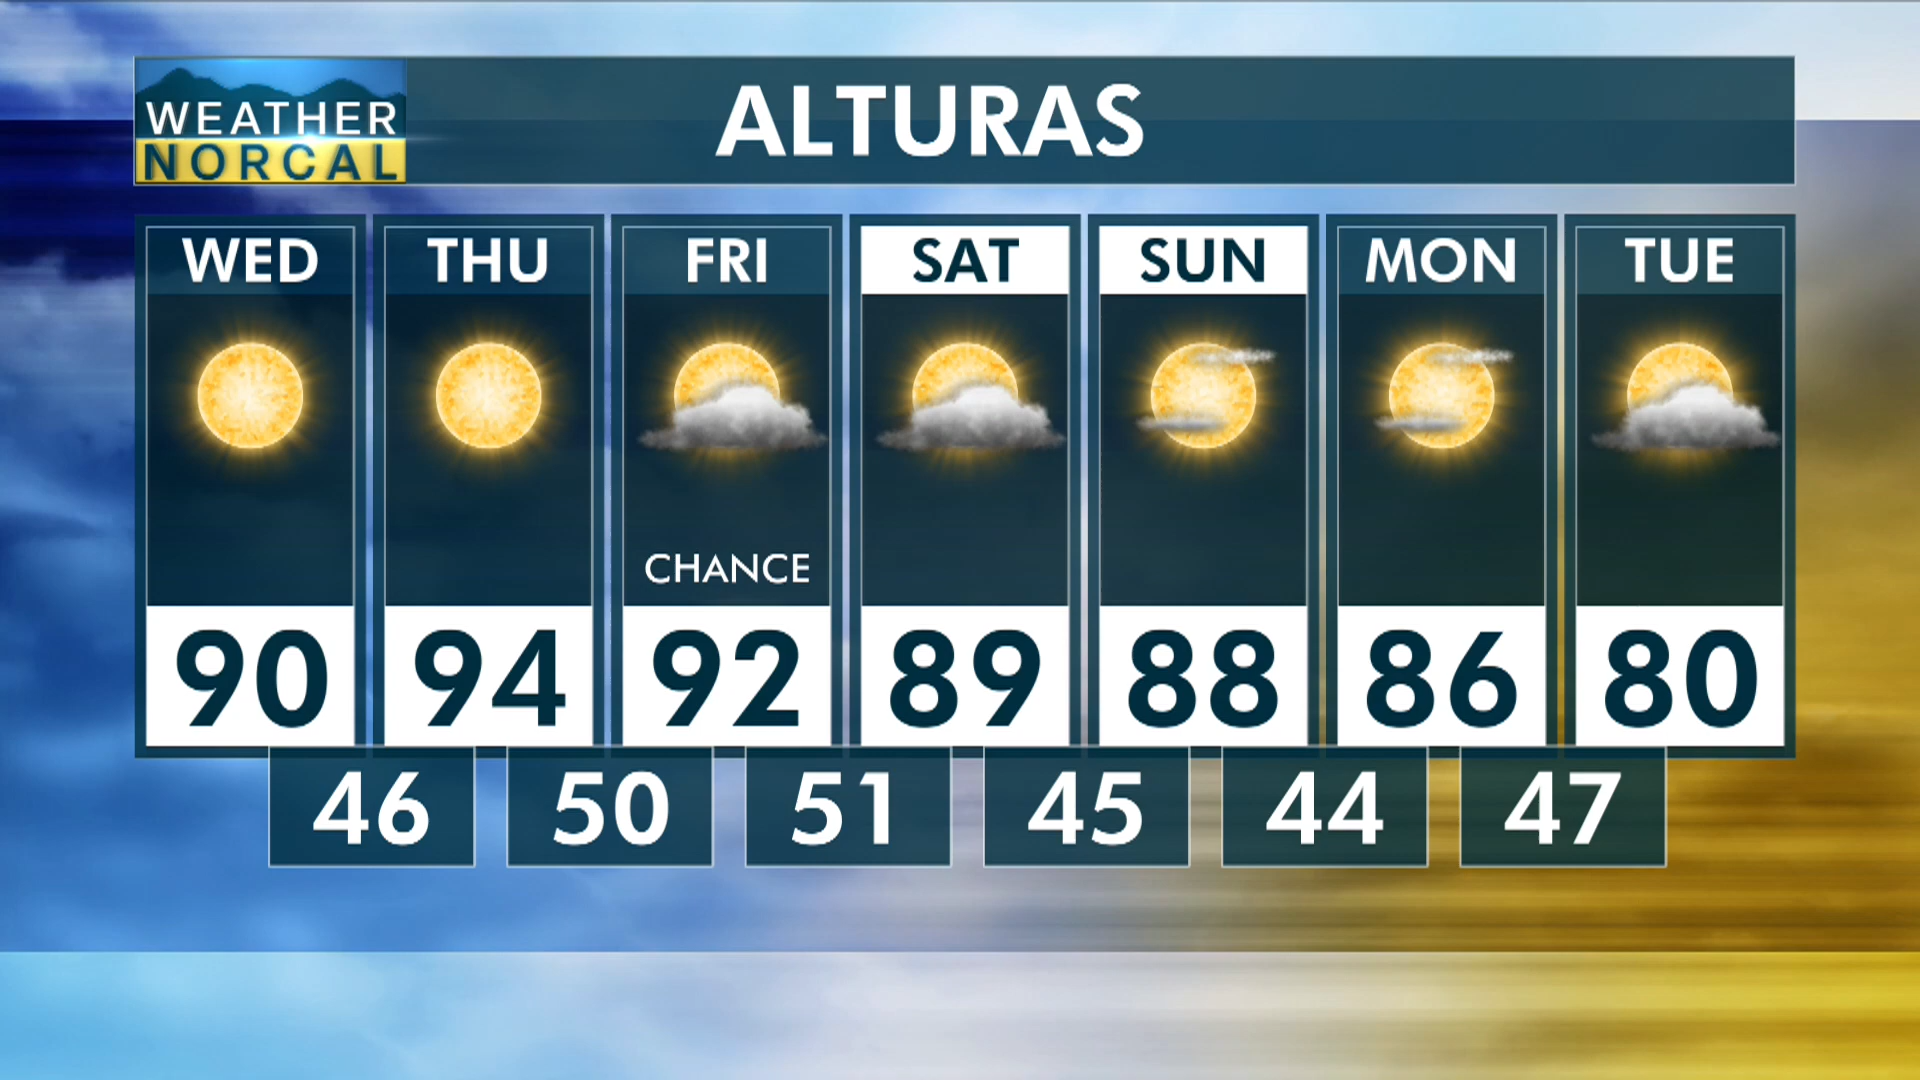 WEATHER
NORCAL
ALTURAS
WED THU FRI SAT SUN MON TUE
CHANCE
90 94 92 89 88 86 80
46 50 51 45 44 47